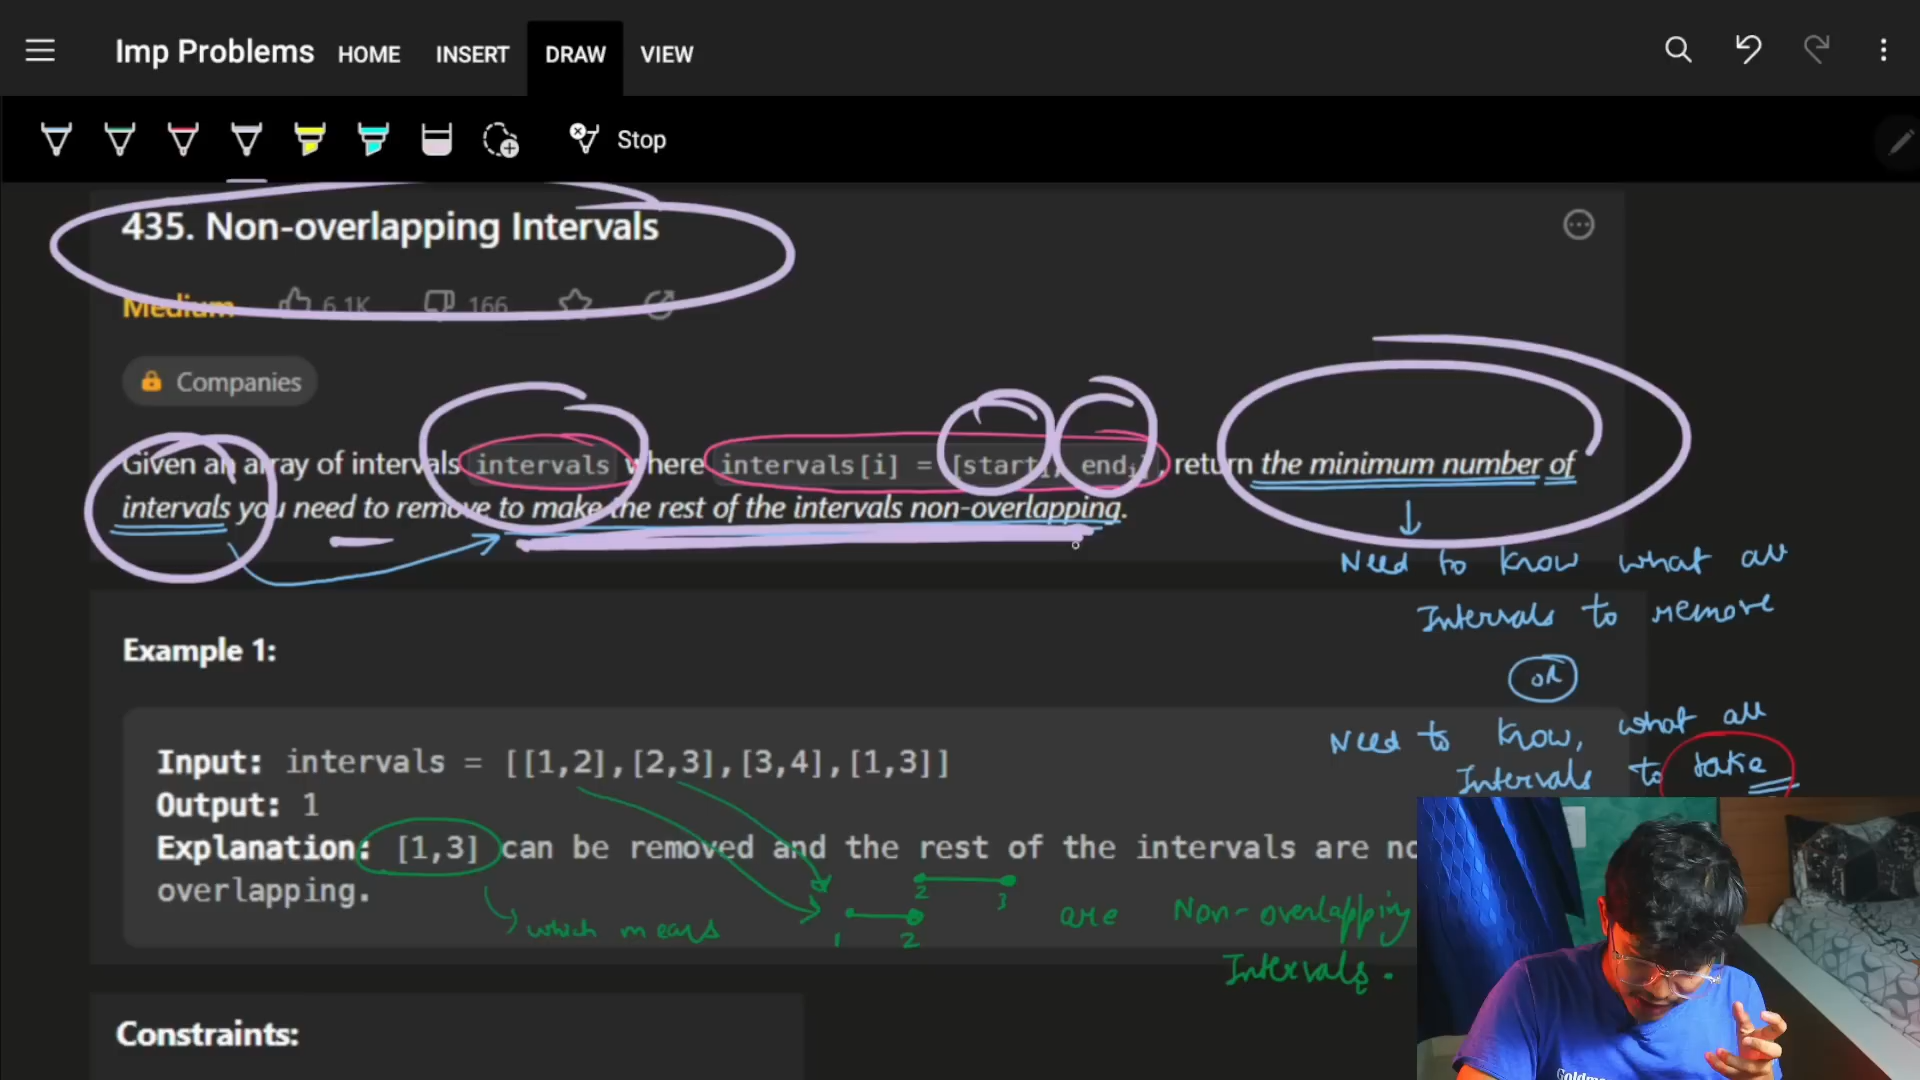 Imp Problems HOME INSERT DRAW VIEW
Stop
435. Non-overlapping Intervals
Medium 6.1K 166
Companies
Given an array of intervals intervals where intervals[i] = [starti, endi], return the minimum number of
intervals you need to remove to make the rest of the intervals non-overlapping.
Need to know what all
Intervals to remove
or
Need to know, what all
Intervals to take
Example 1:
Input: intervals = [[1,2],[2,3],[3,4],[1,3]]
Output: 1
Explanation: [1,3] can be removed and the rest of the intervals are
overlapping.
which means
1 2
2 3
are Non-overlapping
Intervals.
Constraints: